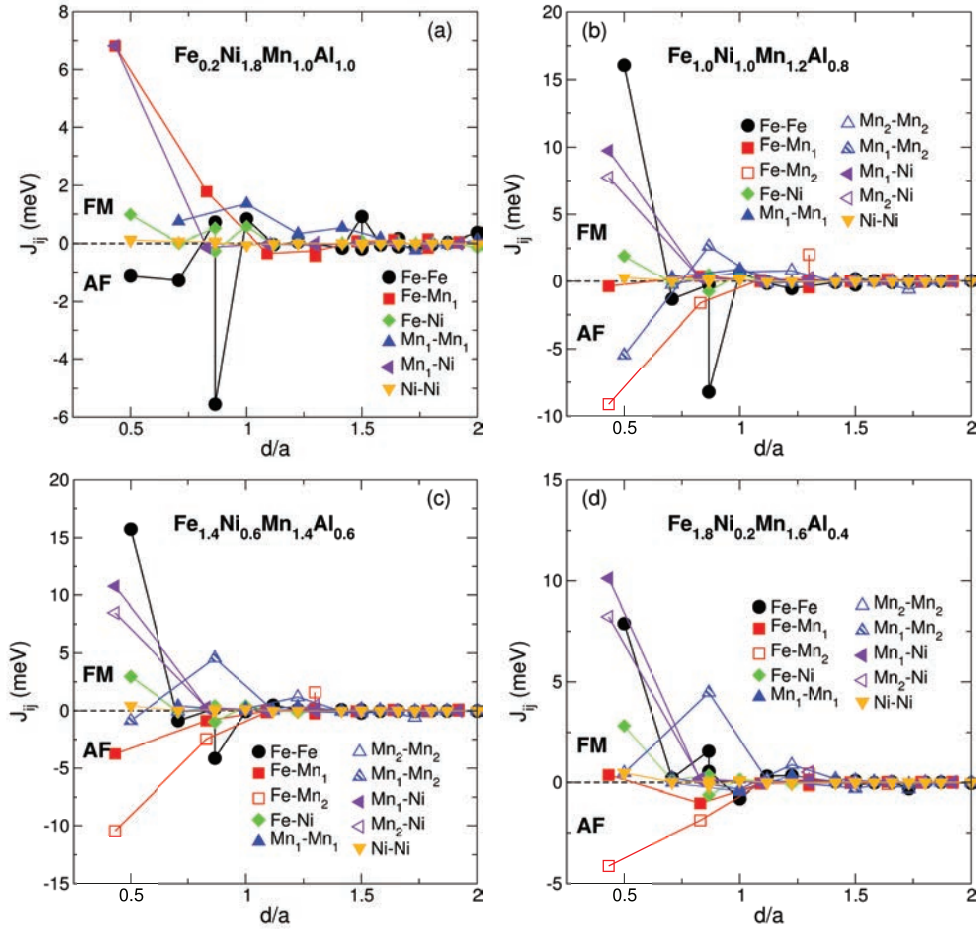 (a)
Fe0.2Ni1.8Mn1.0Al1.0
J_ij (meV)
8
6
4
2
0
-2
-4
-6
FM
AF
Fe-Fe
Fe-Mn1
Fe-Ni
Mn1-Mn1
Mn1-Ni
Ni-Ni
0.5 1 1.5 2
d/a
(b)
Fe1.0Ni1.0Mn1.2Al0.8
J_ij (meV)
20
15
10
5
0
-5
-10
FM
AF
Fe-Fe
Fe-Mn1
Fe-Mn2
Fe-Ni
Mn1-Mn1
Mn2-Mn2
Mn1-Mn2
Mn1-Ni
Mn2-Ni
Ni-Ni
0.5 1 1.5 2
d/a
(c)
Fe1.4Ni0.6Mn1.4Al0.6
J_ij (meV)
20
15
10
5
0
-5
-10
-15
FM
AF
Fe-Fe
Fe-Mn1
Fe-Mn2
Fe-Ni
Mn1-Mn1
Mn2-Mn2
Mn1-Mn2
Mn1-Ni
Mn2-Ni
Ni-Ni
0.5 1 1.5 2
d/a
(d)
Fe1.8Ni0.2Mn1.6Al0.4
J_ij (meV)
15
10
5
0
-5
FM
AF
Fe-Fe
Fe-Mn1
Fe-Mn2
Fe-Ni
Mn1-Mn1
Mn2-Mn2
Mn1-Mn2
Mn1-Ni
Mn2-Ni
Ni-Ni
0.5 1 1.5 2
d/a